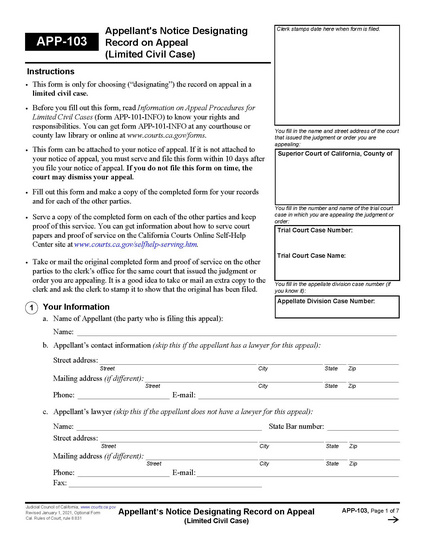 APP-103
Appellant's Notice Designating
Record on Appeal
(Limited Civil Case)
Clerk stamps date here when form is filed.
Instructions
• This form is only for choosing ("designating") the record on appeal in a
limited civil case.
• Before you fill out this form, read Information on Appeal Procedures for
Limited Civil Cases (form APP-101-INFO) to know your rights and
responsibilities. You can get form APP-101-INFO at any courthouse or
county law library or online at www.courts.ca.gov/forms.
• This form can be attached to your notice of appeal. If it is not attached to
your notice of appeal, you must serve and file this form within 10 days after
you file your notice of appeal. If you do not file this form on time, the
court may dismiss your appeal.
• Fill out this form and make a copy of the completed form for your records
and for each of the other parties.
• Serve a copy of the completed form on each of the other parties and keep
proof of this service. You can get information about how to serve court
papers and proof of service on the California Courts Online Self-Help
Center site at www.courts.ca.gov/selfhelp-serving.htm.
• Take or mail the original completed form and proof of service on the other
parties to the clerk's office for the same court that issued the judgment or
order you are appealing. It is a good idea to take or mail an extra copy to the
clerk and ask the clerk to stamp it to show that the original has been filed.
You fill in the name and street address of the court
that issued the judgment or order you are
appealing:
Superior Court of California, County of
You fill in the number and name of the trial court
case in which you are appealing the judgment or
order:
Trial Court Case Number:
Trial Court Case Name:
You fill in the appellate division case number (if
you know it):
Appellate Division Case Number:
1 Your Information
a. Name of Appellant (the party who is filing this appeal):
Name:
b. Appellant's contact information (skip this if the appellant has a lawyer for this appeal):
Street address:
Street City State Zip
Mailing address (if different):
Street City State Zip
Phone: E-mail:
c. Appellant's lawyer (skip this if the appellant does not have a lawyer for this appeal):
Name: State Bar number:
Street address:
Street City State Zip
Mailing address (if different):
Street City State Zip
Phone: E-mail:
Fax:
Judicial Council of California, www.courts.ca.gov
Revised January 1, 2021, Optional Form
Cal. Rules of Court, rule 8.831
Appellant's Notice Designating Record on Appeal
(Limited Civil Case)
APP-103, Page 1 of 7